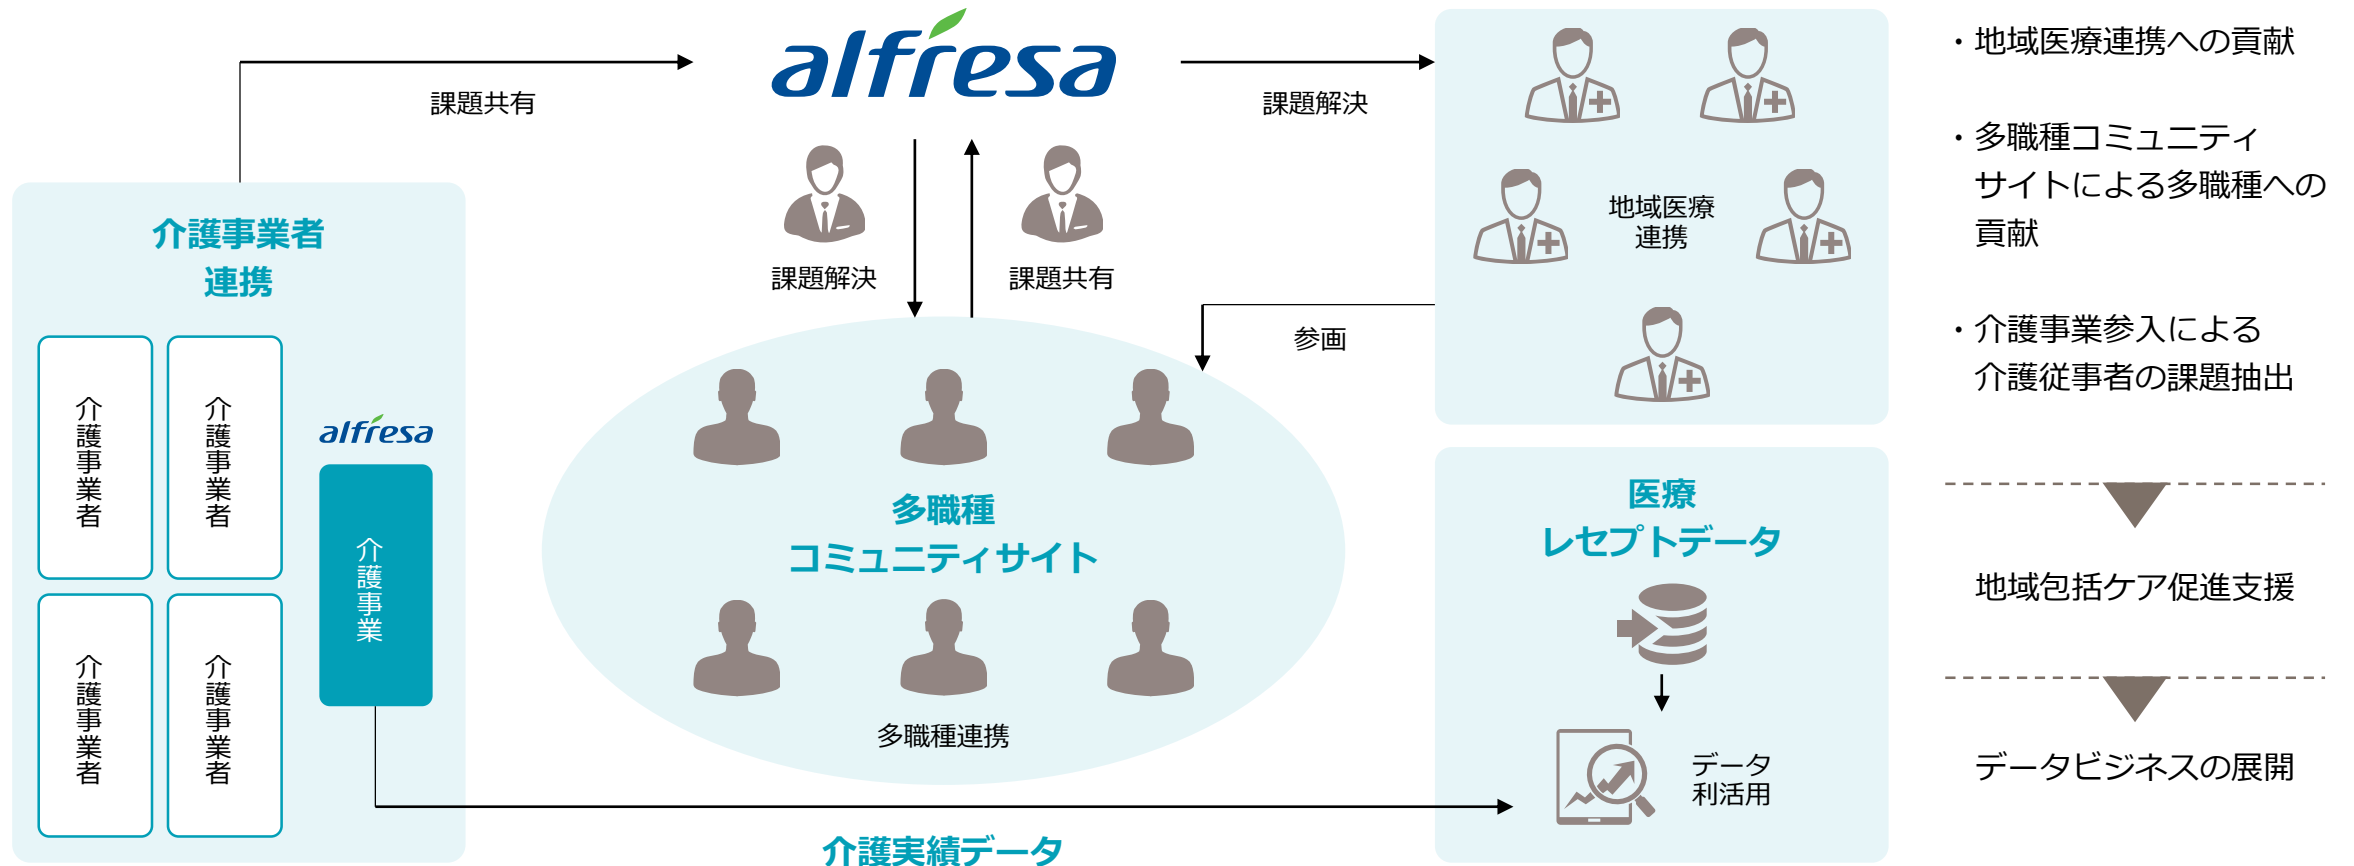 alfresa
課題共有
課題解決
課題解決
課題共有
介護事業者
連携
介護事業者
介護事業者
介護事業者
介護事業者
alfresa
介護事業
多職種
コミュニティサイト
多職種連携
参画
地域医療
連携
医療
レセプトデータ
データ
利活用
介護実績データ
・地域医療連携への貢献
・多職種コミュニティ
サイトによる多職種への
貢献
・介護事業参入による
介護従事者の課題抽出
地域包括ケア促進支援
データビジネスの展開